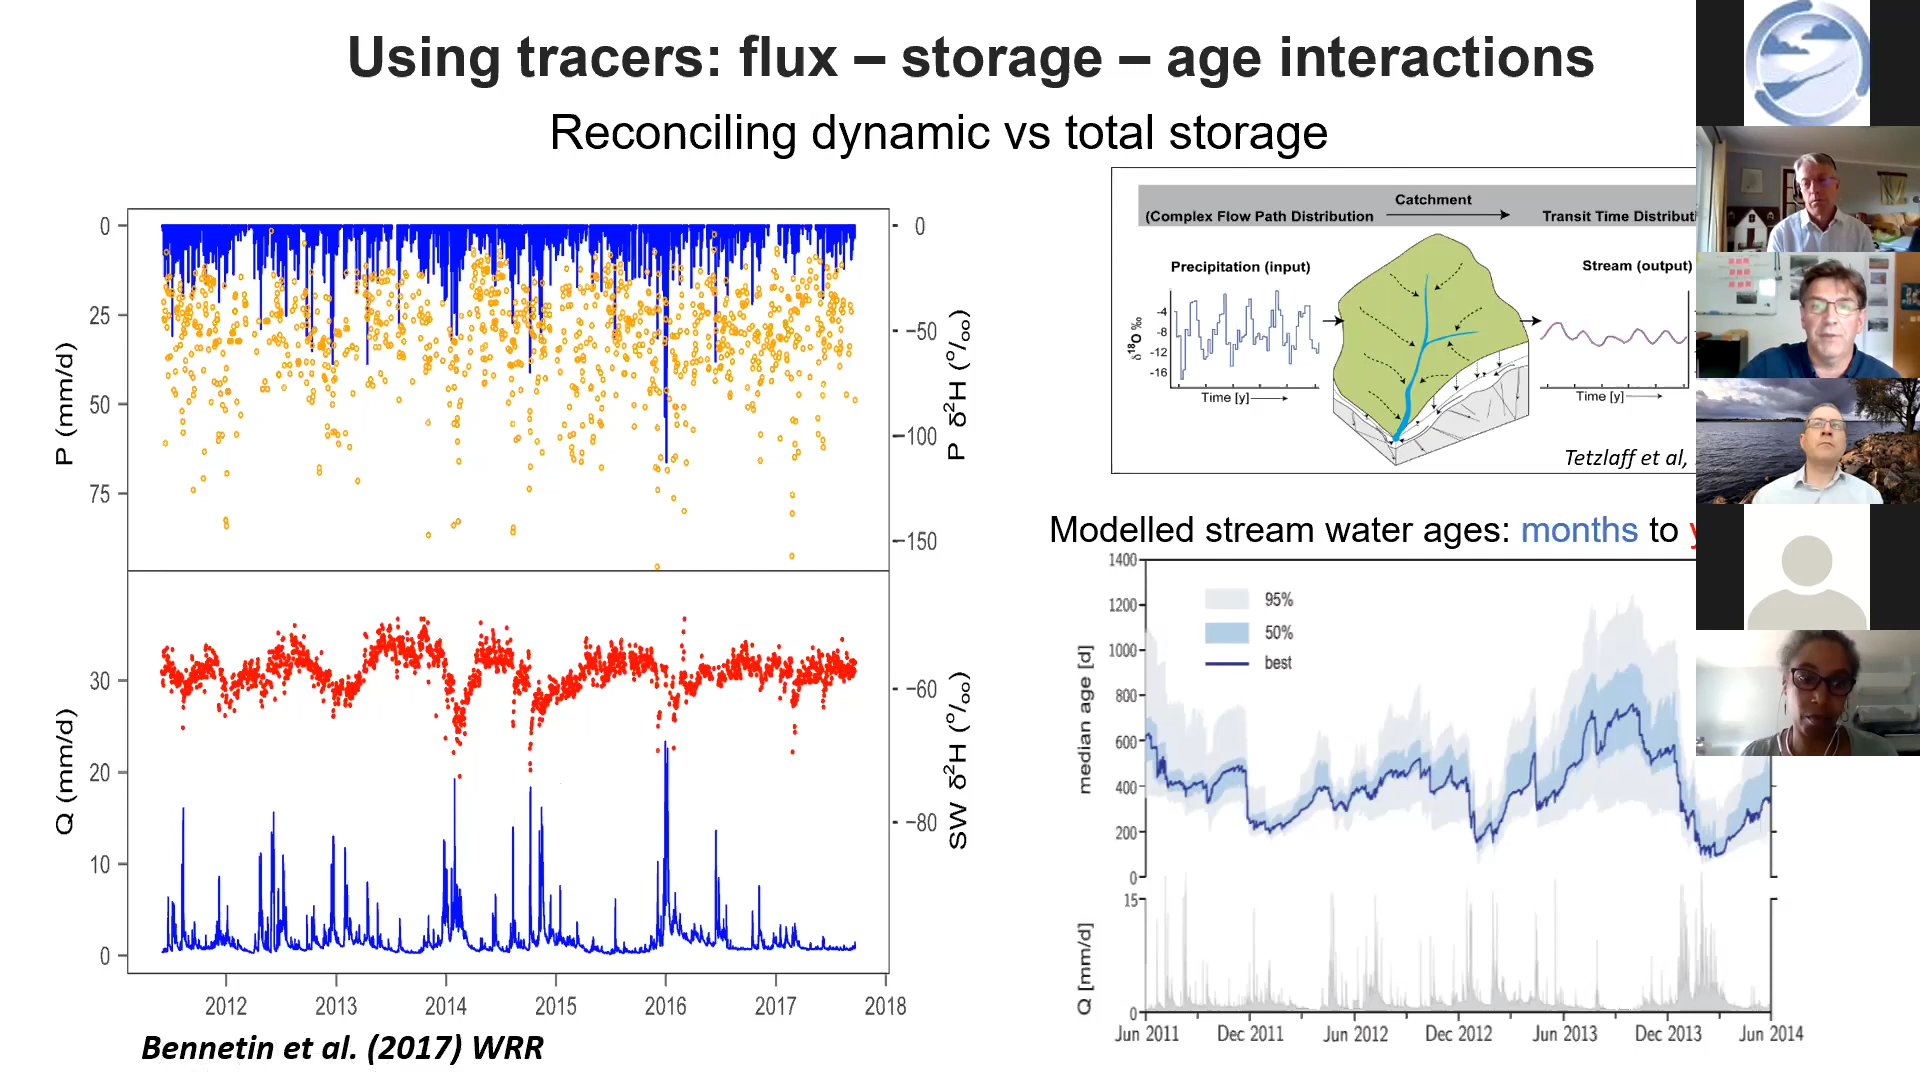 Using tracers: flux – storage – age interactions
Reconciling dynamic vs total storage
0
25
50
75
P (mm/d)
0
−50
−100
−150
P δ²H (°/₀₀)
30
20
10
0
Q (mm/d)
−60
−80
SW δ²H (°/₀₀)
2012 2013 2014 2015 2016 2017 2018
Bennetin et al. (2017) WRR
Catchment
(Complex Flow Path Distribution
Transit Time Distributi
Precipitation (input)
Stream (output)
δ¹⁸O ‰
-4
-8
-12
-16
Time [y]
Time [y]
Tetzlaff et al,
Modelled stream water ages: months to
1400
1200
1000
800
600
400
200
0
median age [d]
95%
50%
best
15
0
Q [mm/d]
Jun 2011 Dec 2011 Jun 2012 Dec 2012 Jun 2013 Dec 2013 Jun 2014